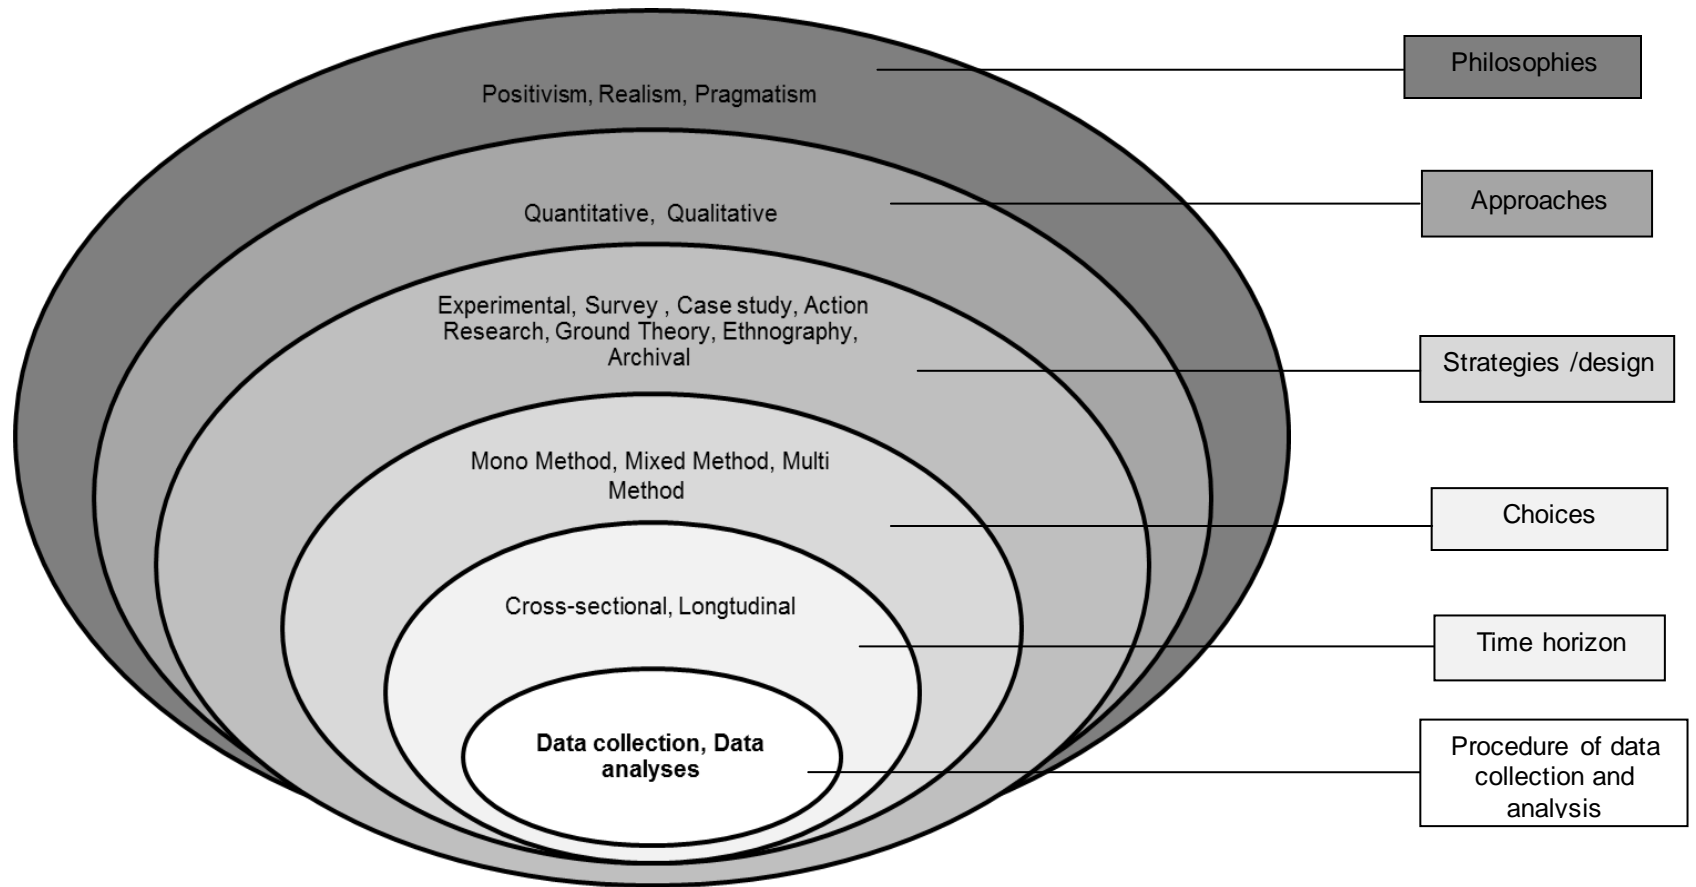 Philosophies
Positivism, Realism, Pragmatism
Approaches
Quantitative, Qualitative
Experimental, Survey , Case study, Action
Research, Ground Theory, Ethnography,
Archival
Strategies /design
Mono Method, Mixed Method, Multi
Method
Choices
Cross-sectional, Longtudinal
Time horizon
Data collection, Data
analyses
Procedure of data
collection and
analysis